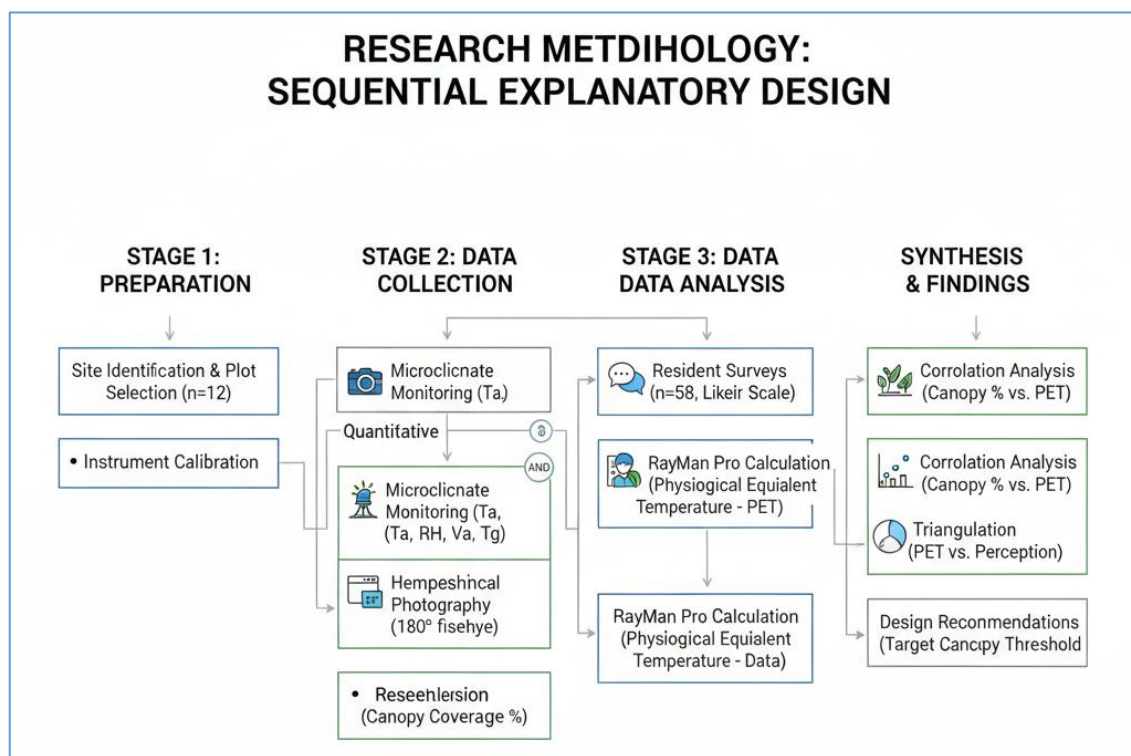 RESEARCH METDIHOLOGY:
SEQUENTIAL EXPLANATORY DESIGN
STAGE 1:
PREPARATION
Site Identification & Plot
Selection (n=12)
• Instrument Calibration
STAGE 2: DATA
COLLECTION
Microclicnate
Monitoring (Ta)
Quantitative
AND
Microclicnate
Monitoring (Ta,
(Ta, RH, Va, Tg)
Hempeshincal
Photography
(180° fisehye)
• Reseehlersion
(Canopy Coverage %)
STAGE 3: DATA
DATA ANALYSIS
Resident Surveys
(n=58, Likeir Scale)
RayMan Pro Calculation
(Physiogical Equialent
Temperature - PET)
RayMan Pro Calculation
(Physiogical Equialent
Temperature - Data)
SYNTHESIS
& FINDINGS
Corrolation Analysis
(Canopy % vs. PET)
Corrolation Analysis
(Canopy % vs. PET)
Triangulation
(PET vs. Perception)
Design Reconmendations
(Target Cancıpy Threshold